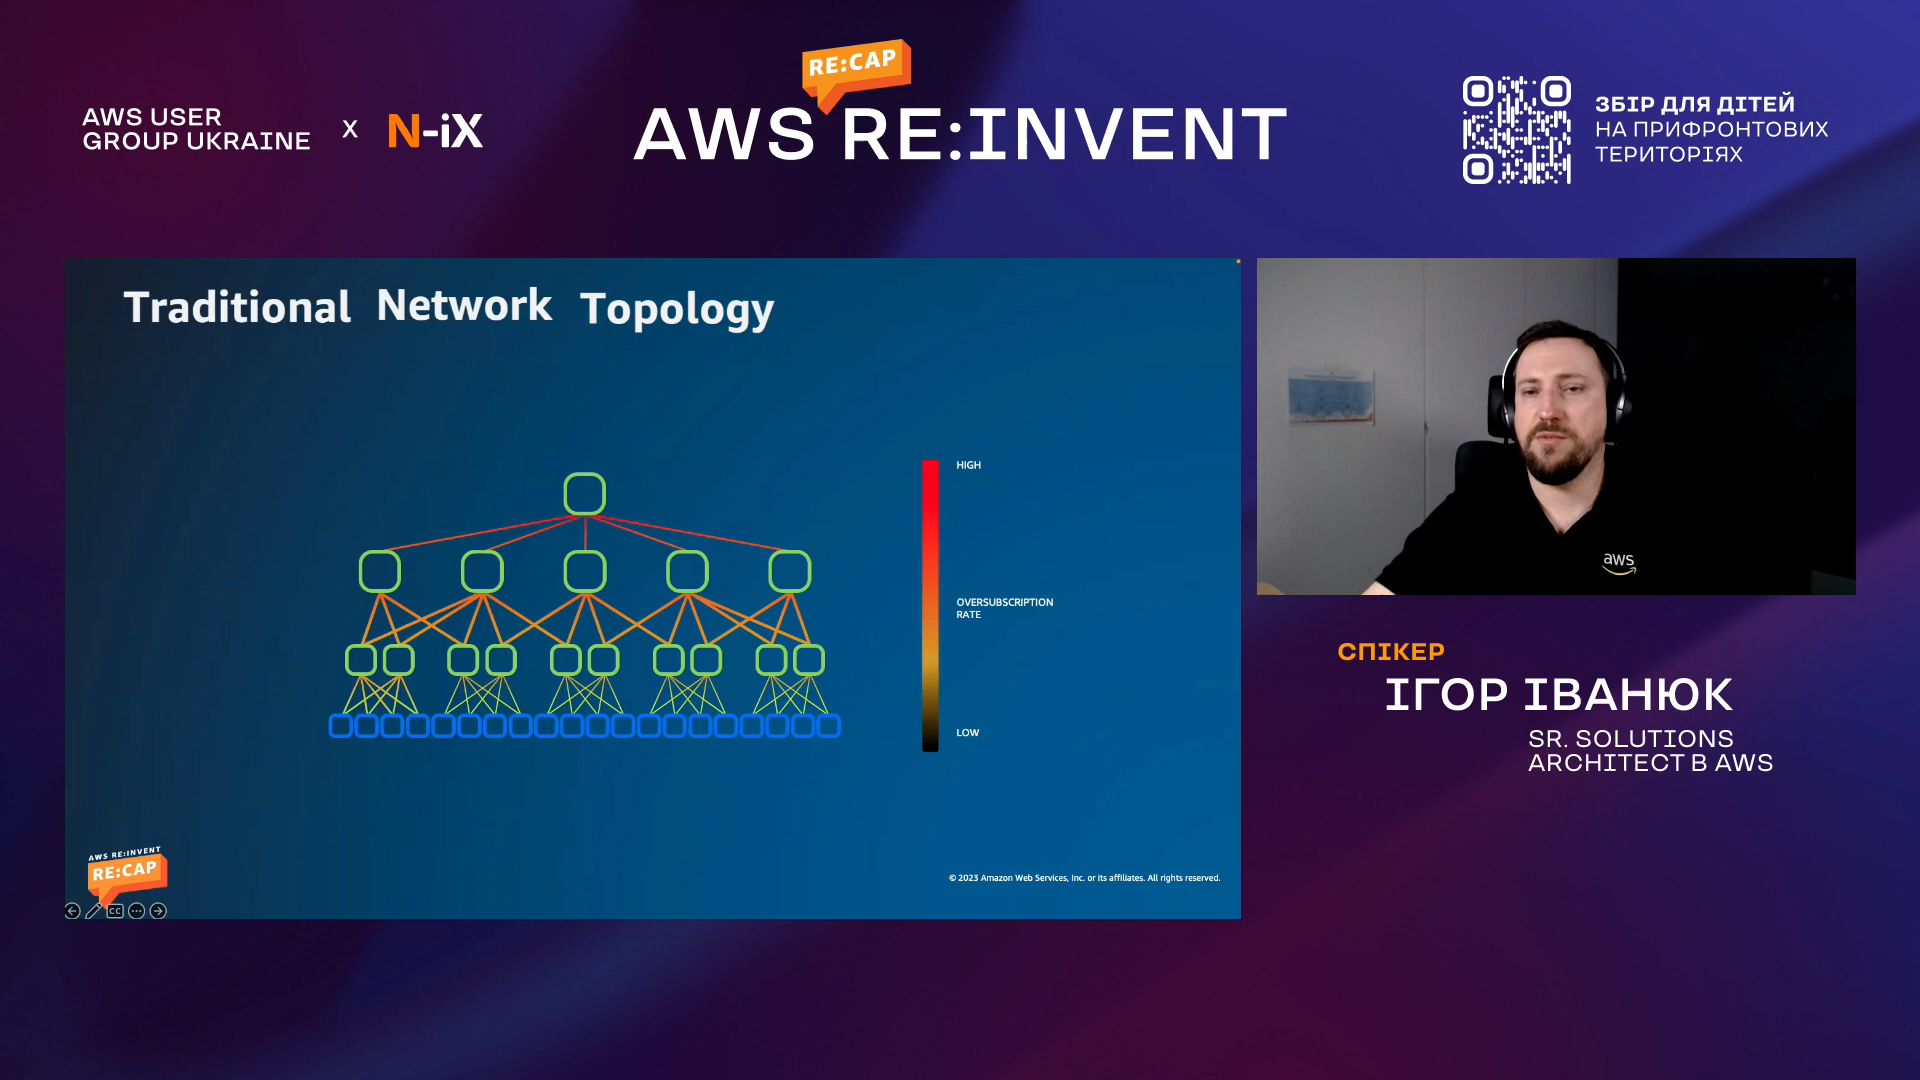 AWS USER
GROUP UKRAINE
X
N-iX
RE:CAP
AWS RE:INVENT
ЗБІР ДЛЯ ДІТЕЙ
НА ПРИФРОНТОВИХ
ТЕРИТОРІЯХ
Traditional Network Topology
HIGH
OVERSUBSCRIPTION
RATE
LOW
AWS RE:INVENT
RE:CAP
CC
© 2023 Amazon Web Services, Inc. or its affiliates. All rights reserved.
aws
СПІКЕР
ІГОР ІВАНЮК
SR. SOLUTIONS
ARCHITECT В AWS